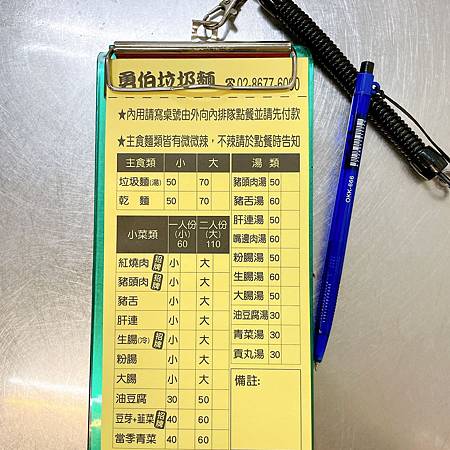 勇伯垃圾麵 ☎02-8677-6000
★內用請寫桌號由外向內排隊點餐並請先付款
★主食麵類皆有微微辣，不辣請於點餐時告知
主食類 小 大
垃圾麵(湯) 50 70
乾 麵 50 70
小菜類 一人份(小)60 二人份(大)110
紅燒肉 招牌 小 大
豬頭肉 招牌 小 大
豬舌 小 大
肝連 小 大
生腸(冷) 招牌 小 大
粉腸 小 大
大腸 小 大
油豆腐 30 50
豆芽+韭菜 招牌 40 60
當季青菜 40 60
湯 類
豬頭肉湯 50
豬舌湯 60
肝連湯 50
嘴邊肉湯 50
粉腸湯 50
生腸湯 60
大腸湯 50
油豆腐湯 30
青菜湯 30
貢丸湯 30
備註:
OKK-666